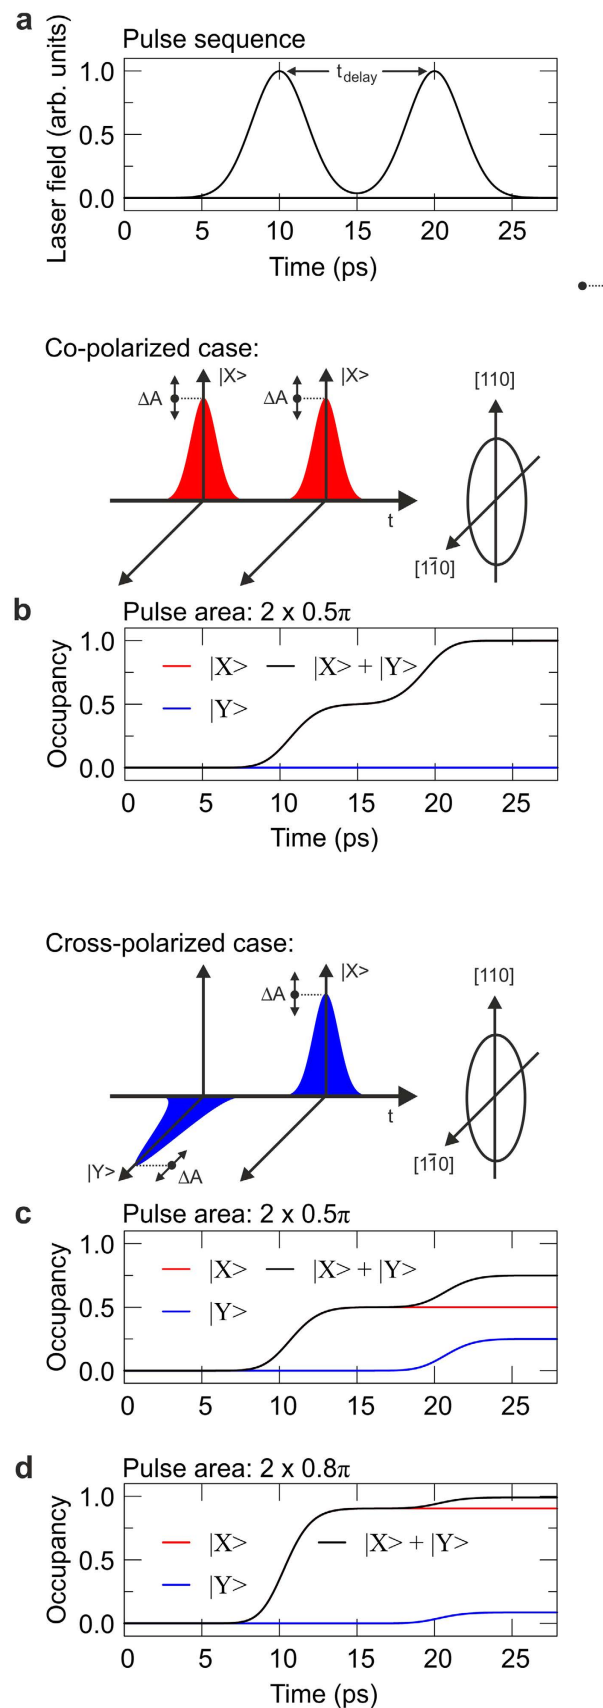 a
Pulse sequence
Laser field (arb. units)
1.0
0.5
0.0
t_delay
0 5 10 15 20 25
Time (ps)
Co-polarized case:
|X> |X> [110]
ΔA ΔA
t
[11̅0]
b
Pulse area: 2 x 0.5π
Occupancy
1.0
0.5
0.0
|X> |X> + |Y>
|Y>
0 5 10 15 20 25
Time (ps)
Cross-polarized case:
|X> [110]
ΔA
t
[11̅0]
|Y>
ΔA
c
Pulse area: 2 x 0.5π
Occupancy
1.0
0.5
0.0
|X> |X> + |Y>
|Y>
0 5 10 15 20 25
Time (ps)
d
Pulse area: 2 x 0.8π
Occupancy
1.0
0.5
0.0
|X> |X> + |Y>
|Y>
0 5 10 15 20 25
Time (ps)